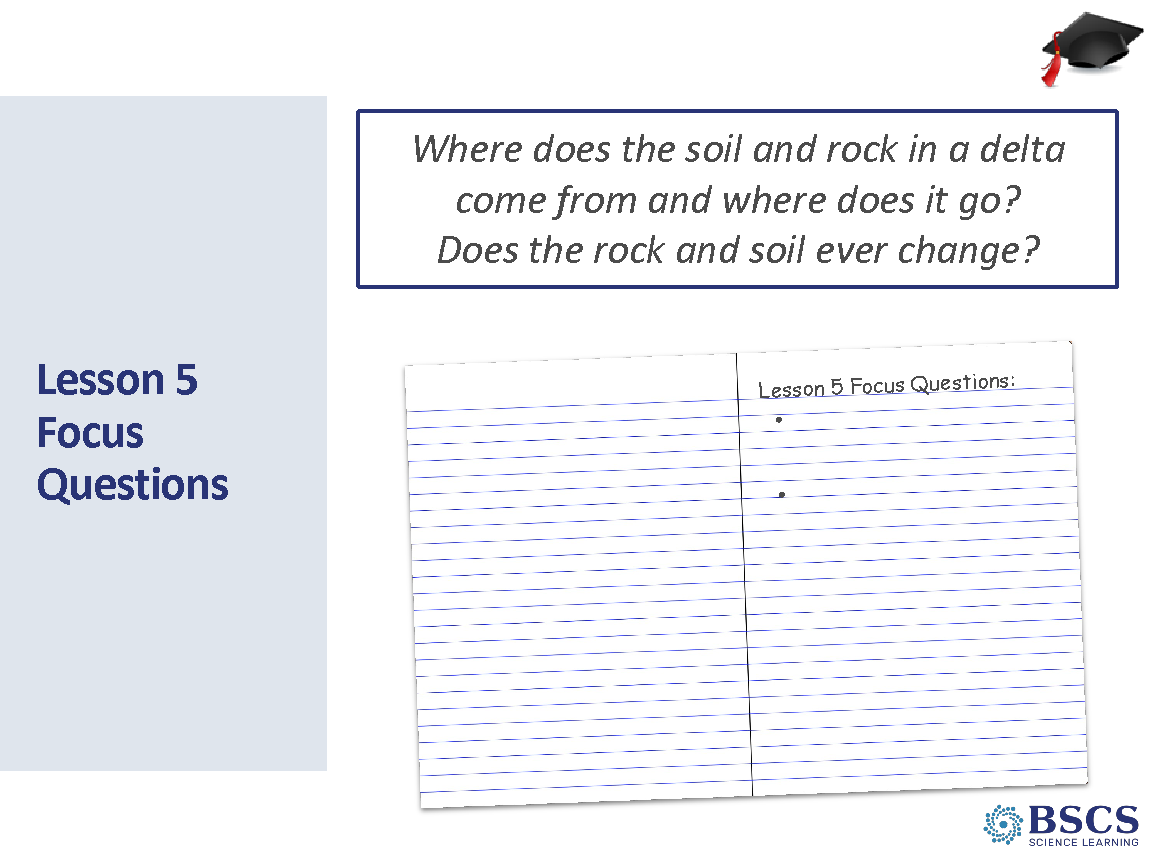 Where does the soil and rock in a delta
come from and where does it go?
Does the rock and soil ever change?
Lesson 5
Focus
Questions
Lesson 5 Focus Questions:
•
•
BSCS
SCIENCE LEARNING